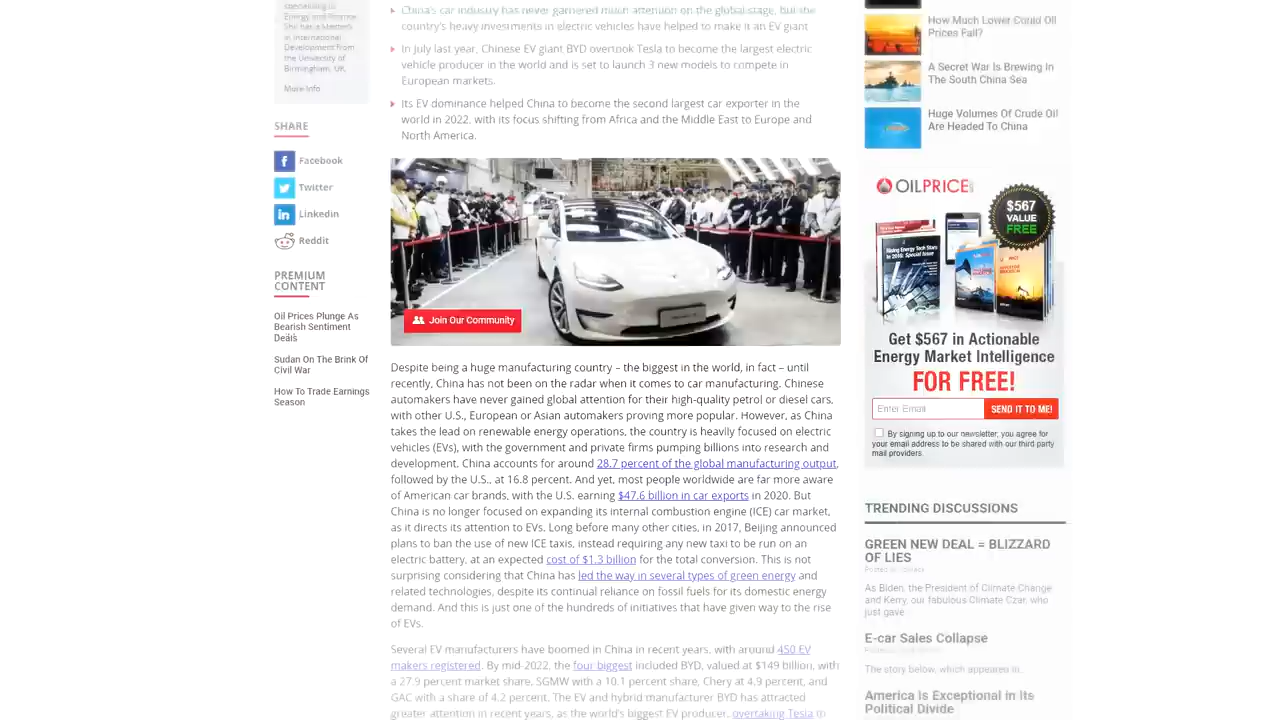 Energy and Finance.
She has a Master's
in International
Development from
the University of
Birmingham, UK.
More Info
SHARE
Facebook
Twitter
Linkedin
Reddit
PREMIUM
CONTENT
Oil Prices Plunge As
Bearish Sentiment
Deals
Sudan On The Brink Of
Civil War
How To Trade Earnings
Season
China's car industry has never garnered much attention on the global stage, but the
country's heavy investments in electric vehicles have helped to make it an EV giant
In July last year, Chinese EV giant BYD overtook Tesla to become the largest electric
vehicle producer in the world and is set to launch 3 new models to compete in
European markets.
Its EV dominance helped China to become the second largest car exporter in the
world in 2022, with its focus shifting from Africa and the Middle East to Europe and
North America.
Join Our Community
Despite being a huge manufacturing country – the biggest in the world, in fact – until
recently, China has not been on the radar when it comes to car manufacturing. Chinese
automakers have never gained global attention for their high-quality petrol or diesel cars,
with other U.S., European or Asian automakers proving more popular. However, as China
takes the lead on renewable energy operations, the country is heavily focused on electric
vehicles (EVs), with the government and private firms pumping billions into research and
development. China accounts for around 28.7 percent of the global manufacturing output,
followed by the U.S., at 16.8 percent. And yet, most people worldwide are far more aware
of American car brands, with the U.S. earning $47.6 billion in car exports in 2020. But
China is no longer focused on expanding its internal combustion engine (ICE) car market,
as it directs its attention to EVs. Long before many other cities, in 2017, Beijing announced
plans to ban the use of new ICE taxis, instead requiring any new taxi to be run on an
electric battery, at an expected cost of $1.3 billion for the total conversion. This is not
surprising considering that China has led the way in several types of green energy and
related technologies, despite its continual reliance on fossil fuels for its domestic energy
demand. And this is just one of the hundreds of initiatives that have given way to the rise
of EVs.
Several EV manufacturers have boomed in China in recent years, with around 450 EV
makers registered. By mid-2022, the four biggest included BYD, valued at $149 billion, with
a 27.9 percent market share, SGMW with a 10.1 percent share, Chery at 4.9 percent, and
GAC with a share of 4.2 percent. The EV and hybrid manufacturer BYD has attracted
greater attention in recent years, as the world's biggest EV producer, overtaking Tesla in
How Much Lower Could Oil
Prices Fall?
A Secret War Is Brewing In
The South China Sea
Huge Volumes Of Crude Oil
Are Headed To China
OILPRICE
$567
VALUE
FREE
Rising Energy Tech Stars
In 2016: Special Issue
Get $567 in Actionable
Energy Market Intelligence
FOR FREE!
Enter Email
SEND IT TO ME!
By signing up to our newsletter, you agree for
your email address to be shared with our third party
mail providers.
TRENDING DISCUSSIONS
GREEN NEW DEAL = BLIZZARD
OF LIES
As Biden, the President of Climate Change
and Kerry, our fabulous Climate Czar, who
just gave
E-car Sales Collapse
The story below, which appeared in..
America Is Exceptional in Its
Political Divide